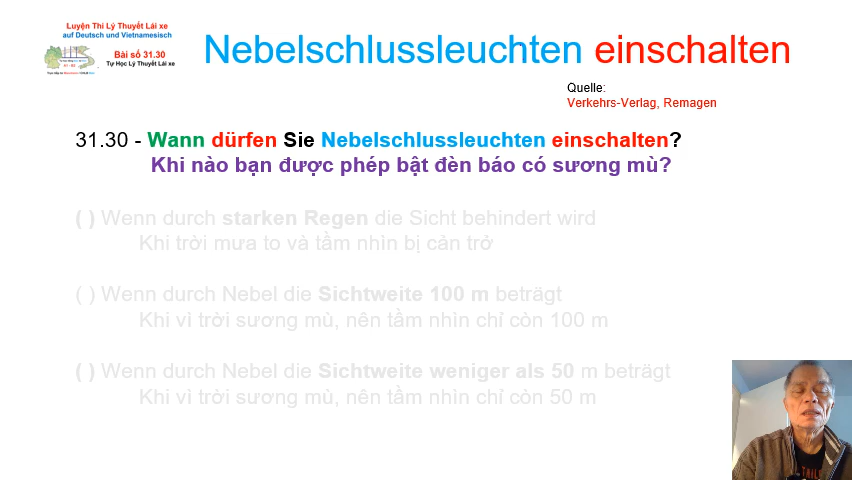 Luyện Thi Lý Thuyết Lái xe
auf Deutsch und Vietnamesisch
Bài số 31.30
Tự Học Lý Thuyết Lái xe
Nebelschlussleuchten einschalten
Quelle:
Verkehrs-Verlag, Remagen
31.30 - Wann dürfen Sie Nebelschlussleuchten einschalten?
Khi nào bạn được phép bật đèn báo có sương mù?
( ) Wenn durch starken Regen die Sicht behindert wird
Khi trời mưa to và tầm nhìn bị cản trở
( ) Wenn durch Nebel die Sichtweite 100 m beträgt
Khi vì trời sương mù, nên tầm nhìn chỉ còn 100 m
( ) Wenn durch Nebel die Sichtweite weniger als 50 m beträgt
Khi vì trời sương mù, nên tầm nhìn chỉ còn 50 m